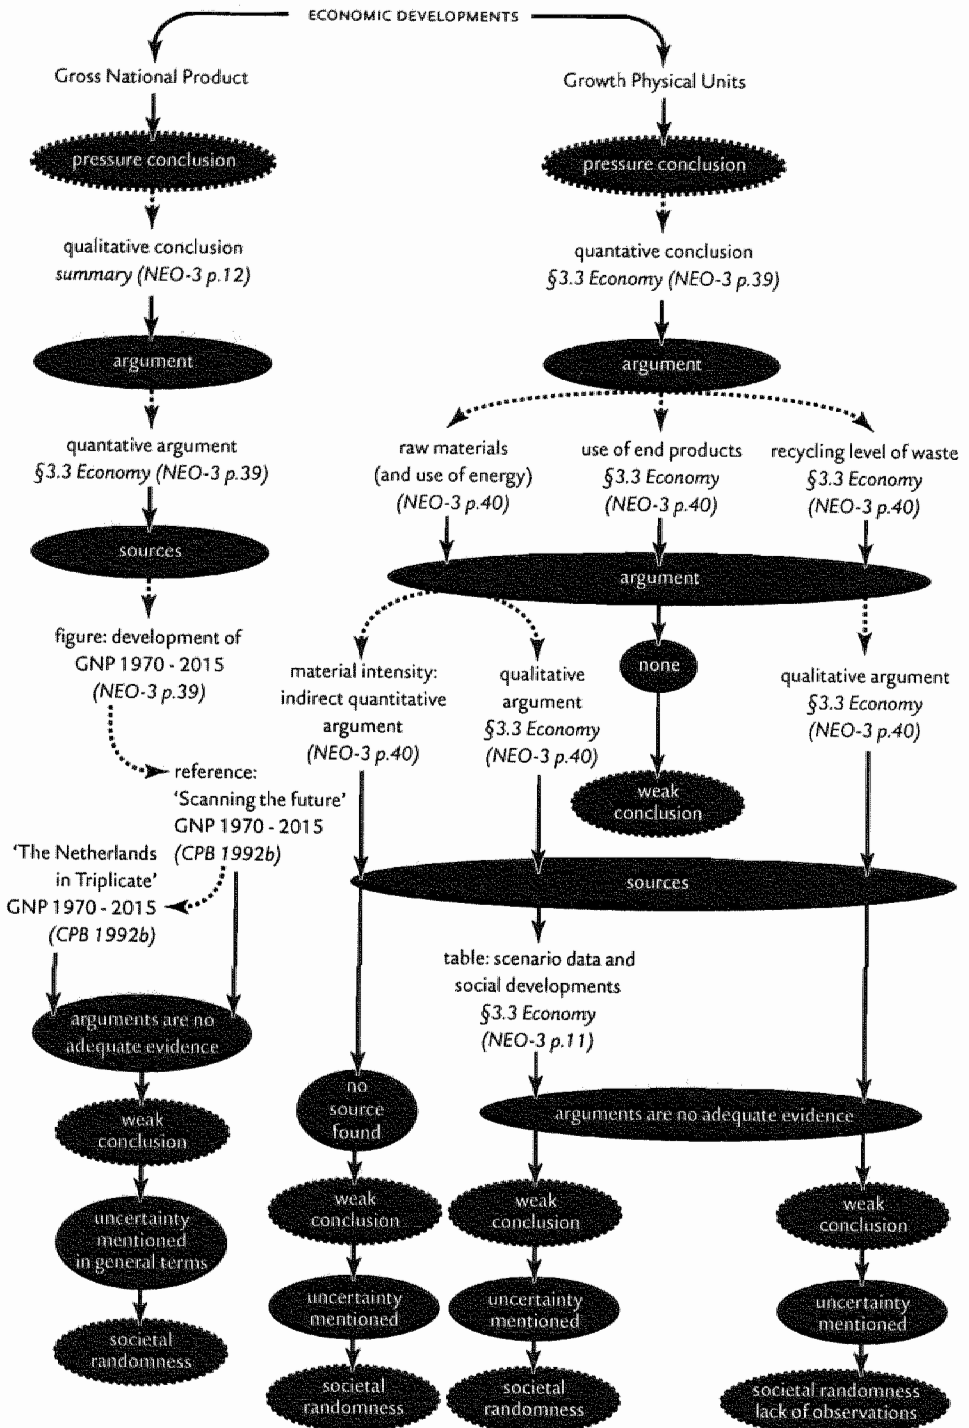 ECONOMIC DEVELOPMENTS
Gross National Product
pressure conclusion
qualitative conclusion
summary (NEO-3 p.12)
argument
quantative argument
§3.3 Economy (NEO-3 p.39)
sources
figure: development of
GNP 1970 - 2015
(NEO-3 p.39)
reference:
'Scanning the future'
GNP 1970 - 2015
(CPB 1992b)
'The Netherlands
in Triplicate'
GNP 1970 - 2015
(CPB 1992b)
arguments are no
adequate evidence
weak
conclusion
uncertainty
mentioned
in general terms
societal
randomness
Growth Physical Units
pressure conclusion
quantative conclusion
§3.3 Economy (NEO-3 p.39)
argument
raw materials
(and use of energy)
(NEO-3 p.40)
use of end products
§3.3 Economy
(NEO-3 p.40)
recycling level of waste
§3.3 Economy
(NEO-3 p.40)
argument
material intensity:
indirect quantitative
argument
(NEO-3 p.40)
qualitative
argument
§3.3 Economy
(NEO-3 p.40)
none
weak
conclusion
qualitative argument
§3.3 Economy
(NEO-3 p.40)
sources
table: scenario data and
social developments
§3.3 Economy
(NEO-3 p.11)
no
source
found
arguments are no adequate evidence
weak
conclusion
weak
conclusion
weak
conclusion
uncertainty
mentioned
uncertainty
mentioned
uncertainty
mentioned
societal
randomness
societal
randomness
societal randomness
lack of observations